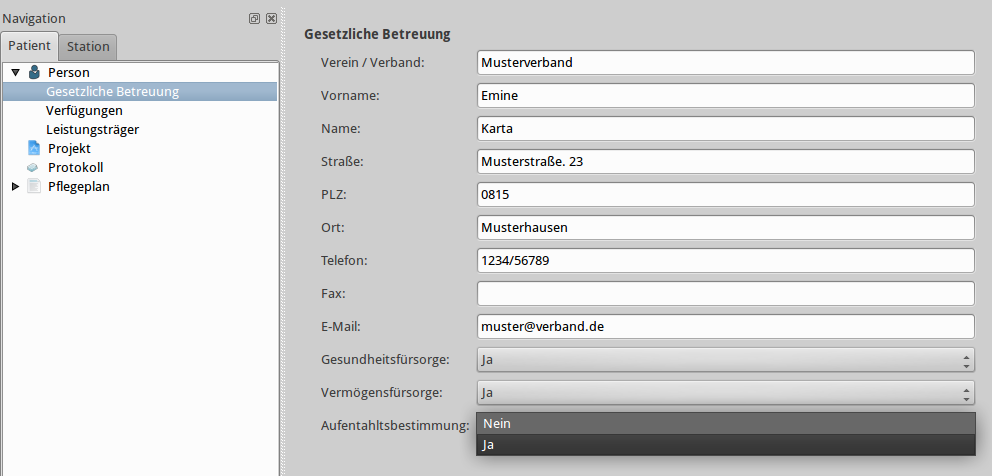 Navigation
Patient Station
Person
Gesetzliche Betreuung
Verfügungen
Leistungsträger
Projekt
Protokoll
Pflegeplan
Gesetzliche Betreuung
Verein / Verband: Musterverband
Vorname: Emine
Name: Karta
Straße: Musterstraße. 23
PLZ: 0815
Ort: Musterhausen
Telefon: 1234/56789
Fax:
E-Mail: muster@verband.de
Gesundheitsfürsorge: Ja
Vermögensfürsorge: Ja
Aufentahltsbestimmung: Nein
Ja